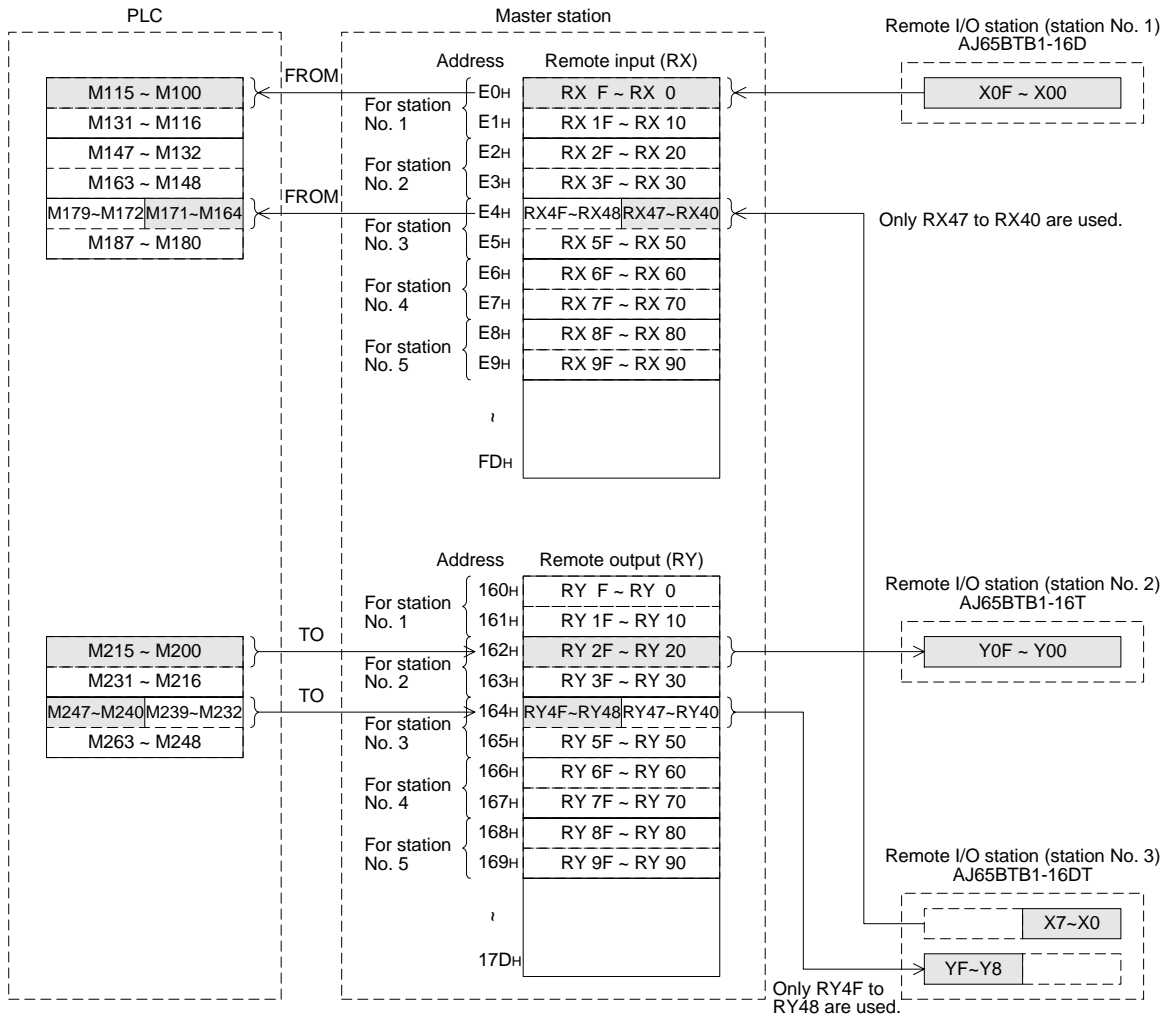 PLC
Master station
Remote I/O station (station No. 1)
AJ65BTB1-16D
Address
Remote input (RX)
FROM
M115 ~ M100
For station
No. 1
E0H
RX F ~ RX 0
X0F ~ X00
M131 ~ M116
E1H
RX 1F ~ RX 10
M147 ~ M132
For station
No. 2
E2H
RX 2F ~ RX 20
M163 ~ M148
E3H
RX 3F ~ RX 30
FROM
M179~M172
M171~M164
For station
No. 3
E4H
RX4F~RX48
RX47~RX40
Only RX47 to RX40 are used.
M187 ~ M180
E5H
RX 5F ~ RX 50
For station
No. 4
E6H
RX 6F ~ RX 60
E7H
RX 7F ~ RX 70
For station
No. 5
E8H
RX 8F ~ RX 80
E9H
RX 9F ~ RX 90
~
FDH
Address
Remote output (RY)
For station
No. 1
160H
RY F ~ RY 0
161H
RY 1F ~ RY 10
Remote I/O station (station No. 2)
AJ65BTB1-16T
TO
M215 ~ M200
For station
No. 2
162H
RY 2F ~ RY 20
Y0F ~ Y00
M231 ~ M216
163H
RY 3F ~ RY 30
TO
M247~M240
M239~M232
For station
No. 3
164H
RY4F~RY48
RY47~RY40
M263 ~ M248
165H
RY 5F ~ RY 50
For station
No. 4
166H
RY 6F ~ RY 60
167H
RY 7F ~ RY 70
For station
No. 5
168H
RY 8F ~ RY 80
169H
RY 9F ~ RY 90
~
17DH
Remote I/O station (station No. 3)
AJ65BTB1-16DT
X7~X0
YF~Y8
Only RY4F to
RY48 are used.